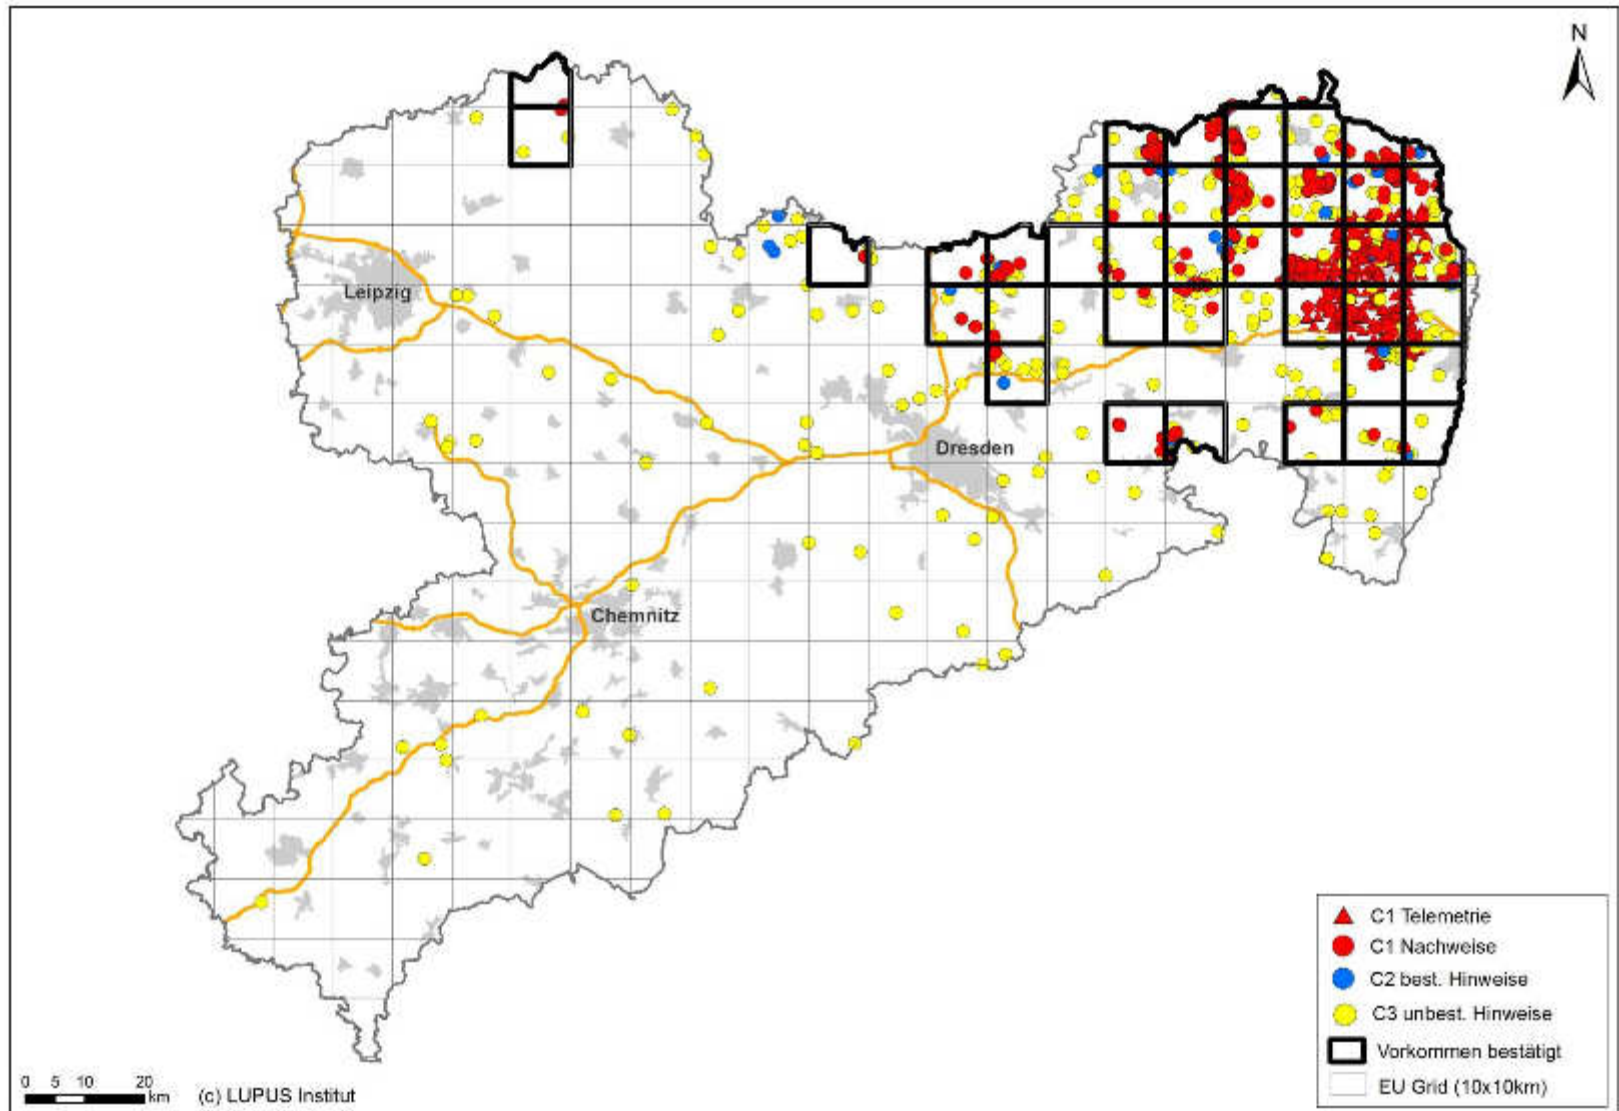 N
Leipzig
Dresden
Chemnitz
C1 Telemetrie
C1 Nachweise
C2 best. Hinweise
C3 unbest. Hinweise
Vorkommen bestätigt
EU Grid (10x10km)
0 5 10 20
km
(c) LUPUS Institut